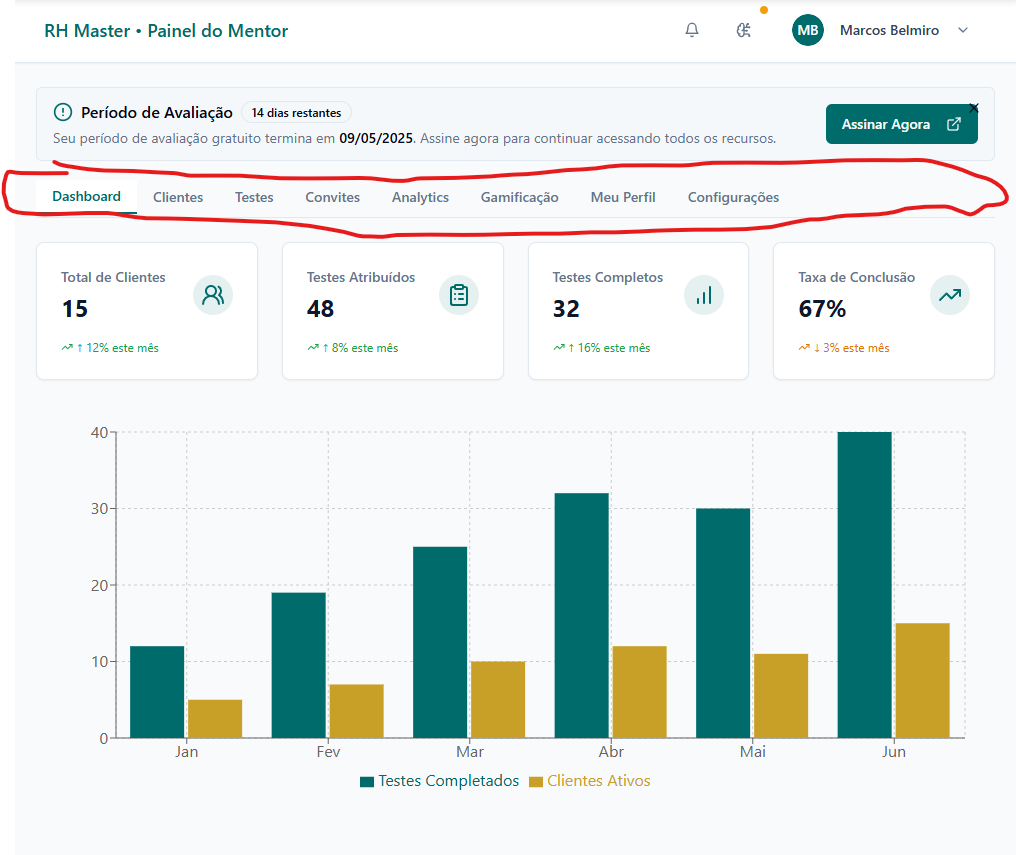 RH Master • Painel do Mentor
MB
Marcos Belmiro
Período de Avaliação
14 dias restantes
Seu período de avaliação gratuito termina em 09/05/2025. Assine agora para continuar acessando todos os recursos.
Assinar Agora
Dashboard Clientes Testes Convites Analytics Gamificação Meu Perfil Configurações
Total de Clientes
15
↑ 12% este mês
Testes Atribuídos
48
↑ 8% este mês
Testes Completos
32
↑ 16% este mês
Taxa de Conclusão
67%
↓ 3% este mês
40
30
20
10
0
Jan Fev Mar Abr Mai Jun
Testes Completados Clientes Ativos